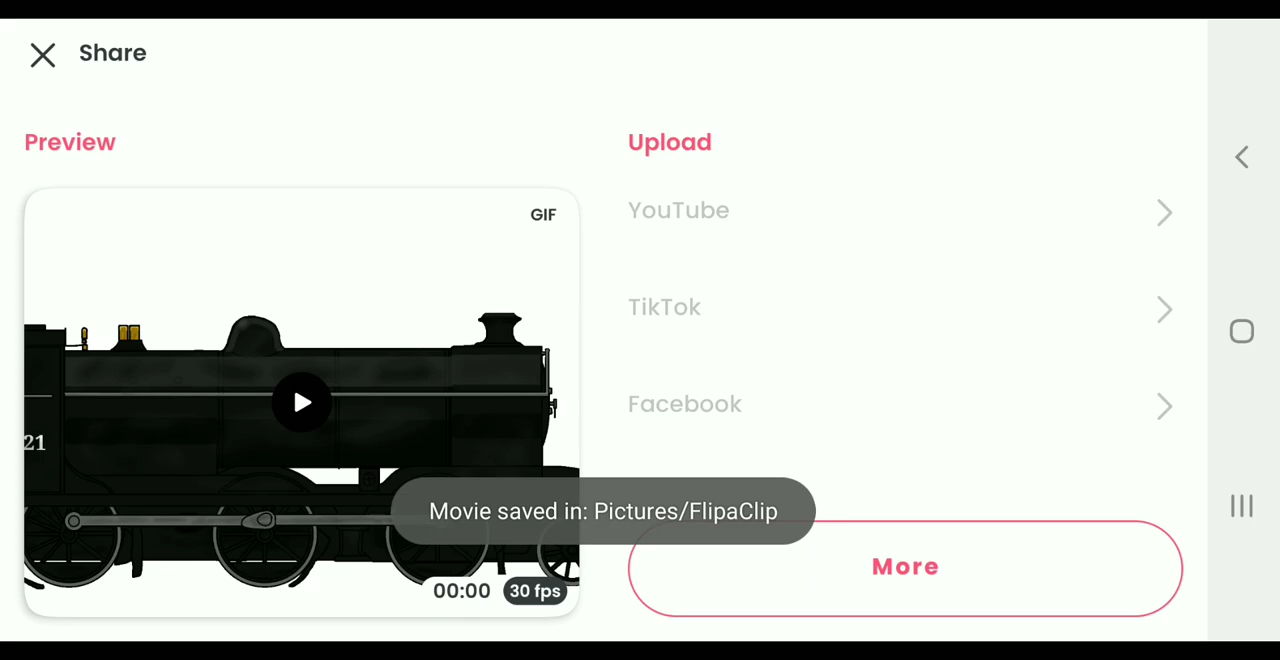 Share
Preview
GIF
21
00:00
30 fps
Upload
YouTube
TikTok
Facebook
Movie saved in: Pictures/FlipaClip
More